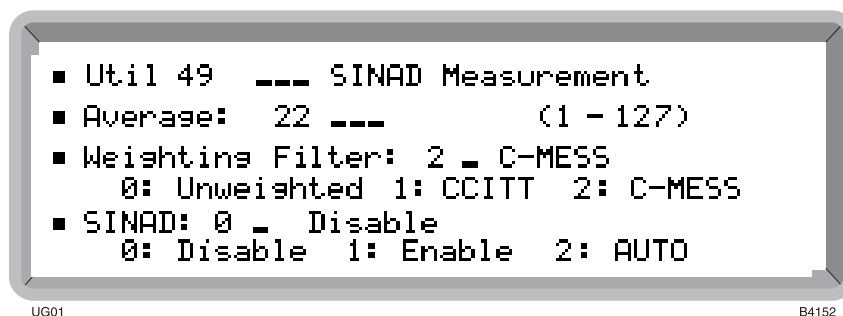 ■ Util 49 ___ SINAD Measurement
■ Average: 22 ___ (1 - 127)
■ Weighting Filter: 2 _ C-MESS
0: Unweighted 1: CCITT 2: C-MESS
■ SINAD: 0 _ Disable
0: Disable 1: Enable 2: AUTO
UG01 B4152